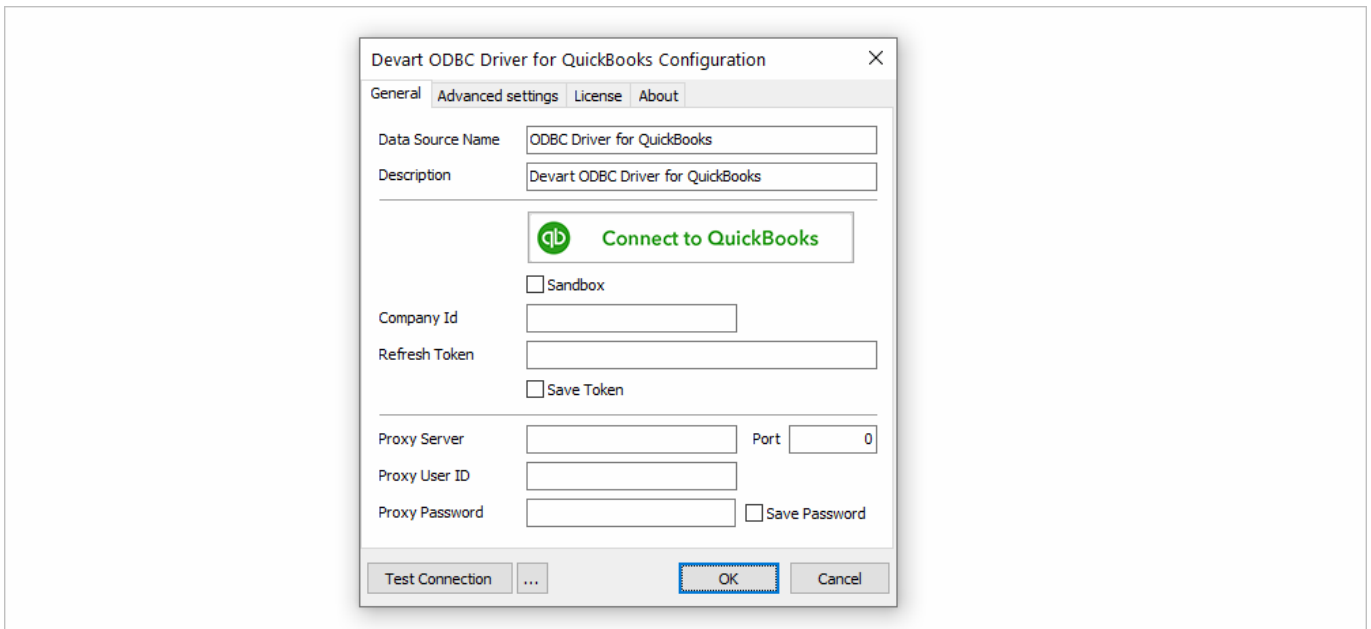 Devart ODBC Driver for QuickBooks Configuration
General Advanced settings License About
Data Source Name ODBC Driver for QuickBooks
Description Devart ODBC Driver for QuickBooks
qb Connect to QuickBooks
Sandbox
Company Id
Refresh Token
Save Token
Proxy Server Port 0
Proxy User ID
Proxy Password Save Password
Test Connection ... OK Cancel